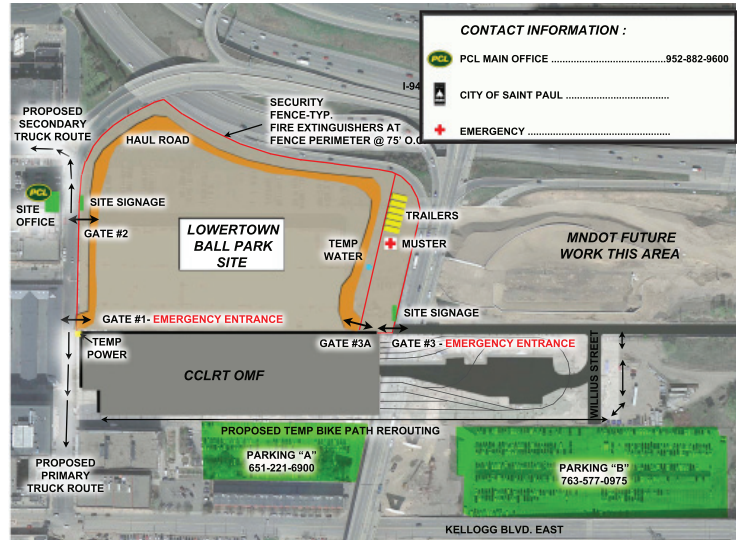 CONTACT INFORMATION :
PCL
PCL MAIN OFFICE ...........................................952-882-9600
CITY OF SAINT PAUL ......................................
EMERGENCY ....................................................
I-94
PROPOSED
SECONDARY
TRUCK ROUTE
SECURITY
FENCE-TYP.
FIRE EXTINGUISHERS AT
FENCE PERIMETER @ 75' O.C
HAUL ROAD
PCL
SITE
OFFICE
SITE SIGNAGE
GATE #2
LOWERTOWN
BALL PARK
SITE
TRAILERS
TEMP
WATER
MUSTER
MNDOT FUTURE
WORK THIS AREA
SITE SIGNAGE
GATE #1- EMERGENCY ENTRANCE
TEMP
POWER
GATE #3A
GATE #3 - EMERGENCY ENTRANCE
CCLRT OMF
WILLIUS STREET
PROPOSED TEMP BIKE PATH REROUTING
PROPOSED
PRIMARY
TRUCK ROUTE
PARKING “A”
651-221-6900
PARKING “B”
763-577-0975
KELLOGG BLVD. EAST